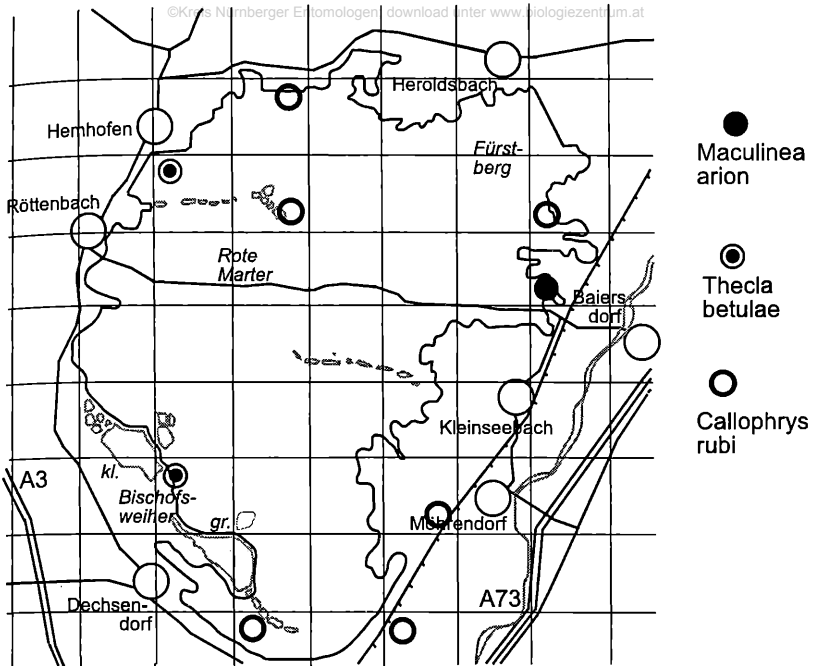 ©Kreis Nürnberger Entomologen; download unter www.biologiezentrum.at
Heroldsbach
Hemhofen
Fürst-
berg
Röttenbach
Rote
Marter
Baiers
dorf
Kleinseebach
kl.
A3
Bischofs-
weiher
gr.
Möhrendorf
A73
Dechsen-
dorf
Maculinea
arion
Thecla
betulae
Callophrys
rubi